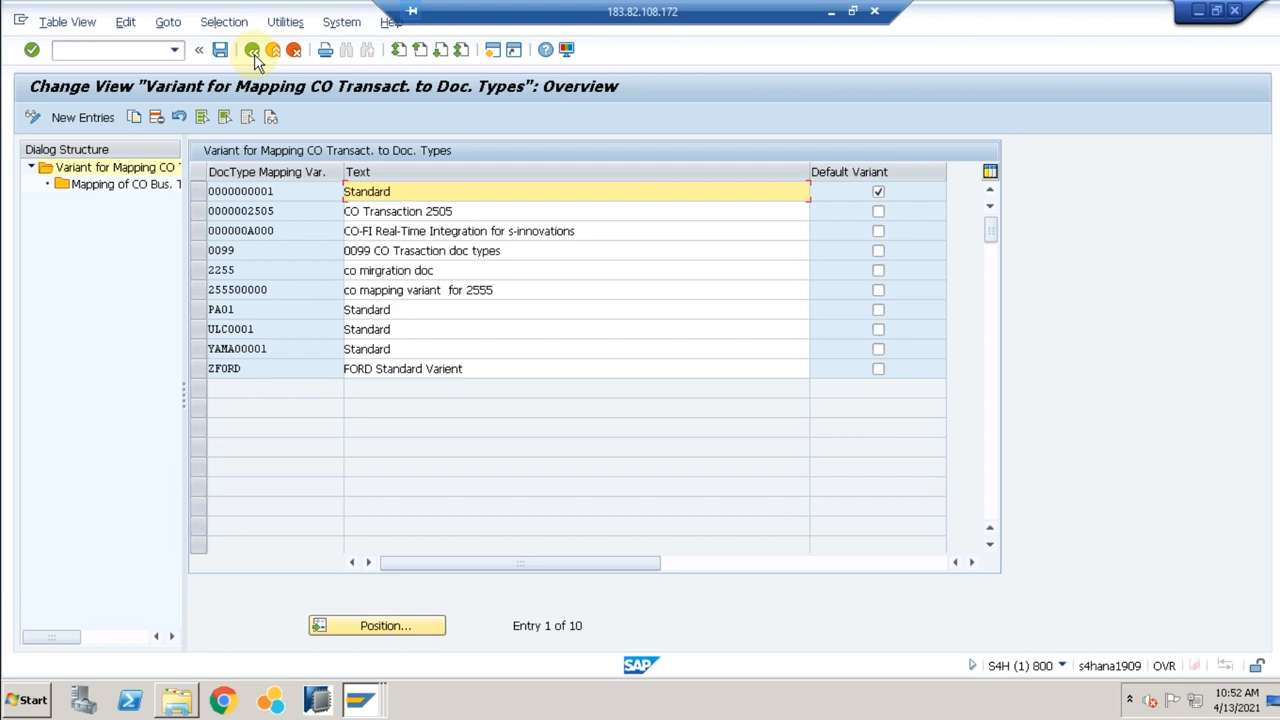 183.82.108.172
Table View Edit Goto Selection Utilities System Help
Change View "Variant for Mapping CO Transact. to Doc. Types": Overview
New Entries
Dialog Structure
Variant for Mapping CO T
Mapping of CO Bus. T
Variant for Mapping CO Transact. to Doc. Types
DocType Mapping Var. Text Default Variant
0000000001 Standard
0000002505 CO Transaction 2505
000000A000 CO-FI Real-Time Integration for s-innovations
0099 0099 CO Trasaction doc types
2255 co mirgration doc
255500000 co mapping variant for 2555
PA01 Standard
ULC0001 Standard
YAMA00001 Standard
ZFORD FORD Standard Varient
Position... Entry 1 of 10
SAP
S4H (1) 800 s4hana1909 OVR
Start
10:52 AM
4/13/2021